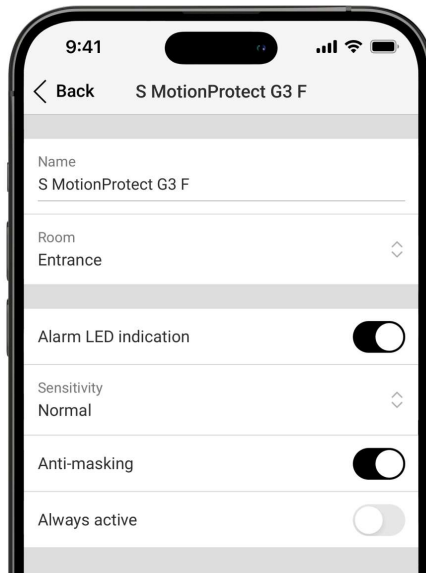 9:41
Back S MotionProtect G3 F
Name
S MotionProtect G3 F
Room
Entrance
Alarm LED indication
Sensitivity
Normal
Anti-masking
Always active